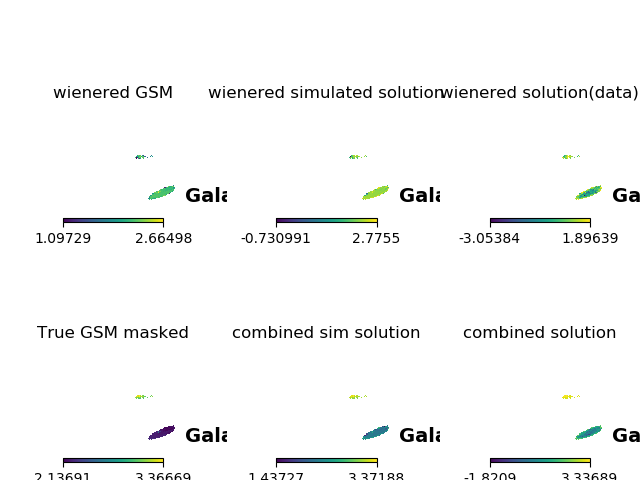 wienered GSM wienered simulated solution wienered solution(data)
Gala Gala Ga
1.09729 2.66498 -0.730991 2.7755 -3.05384 1.89639
True GSM masked combined sim solution combined solution
Gala Gala Ga
2.13691 3.36669 1.43727 3.37188 -1.8209 3.33689